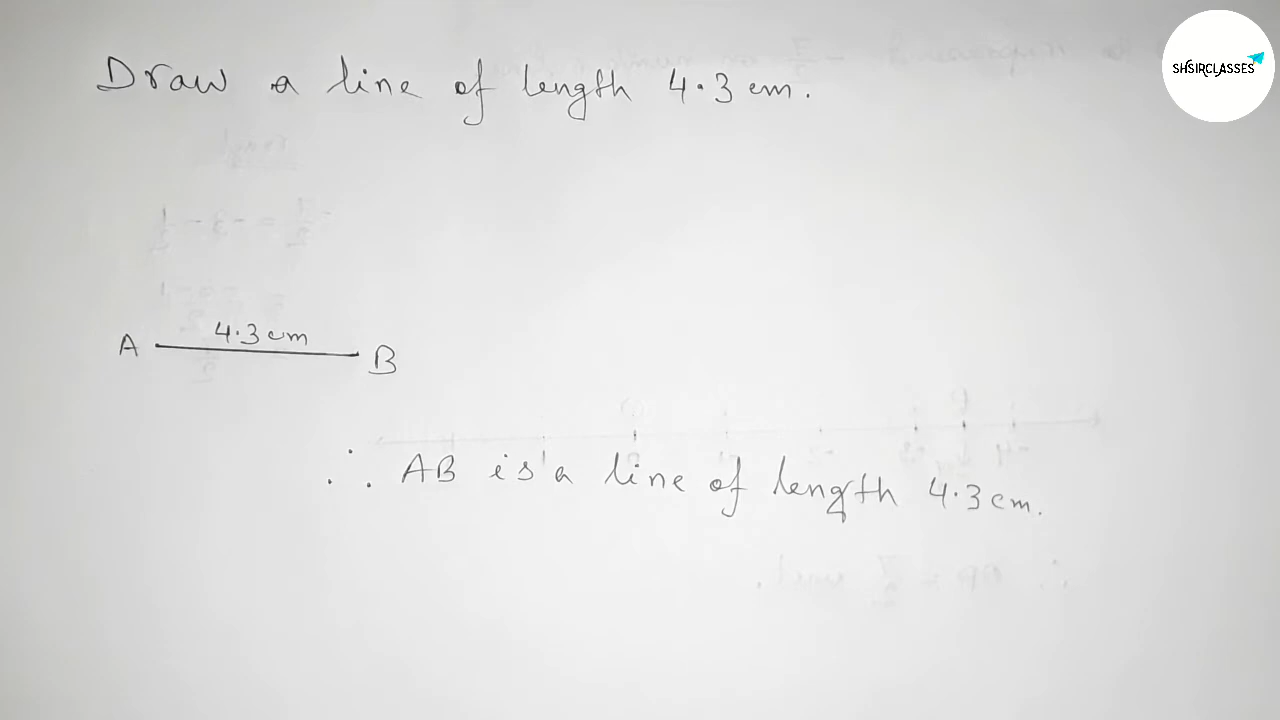 Draw a line of length 4.3 cm.
SHSIRCLASSES
4.3 cm
A B
∴ AB is a line of length 4.3 cm.